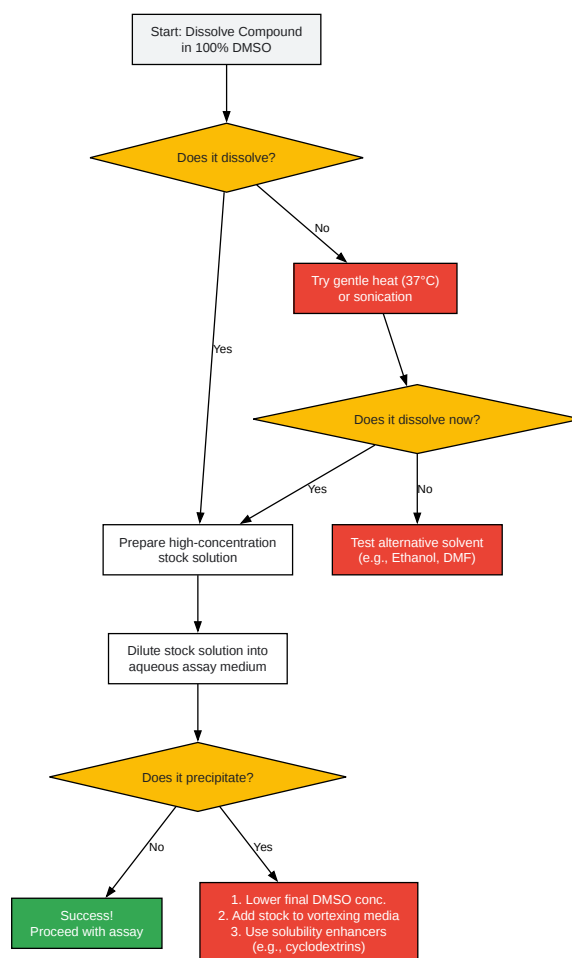 Start: Dissolve Compound
in 100% DMSO
Does it dissolve?
No
Try gentle heat (37°C)
or sonication
Yes
Does it dissolve now?
Yes
No
Prepare high-concentration
stock solution
Test alternative solvent
(e.g., Ethanol, DMF)
Dilute stock solution into
aqueous assay medium
Does it precipitate?
No
Yes
Success!
Proceed with assay
1. Lower final DMSO conc.
2. Add stock to vortexing media
3. Use solubility enhancers
(e.g., cyclodextrins)